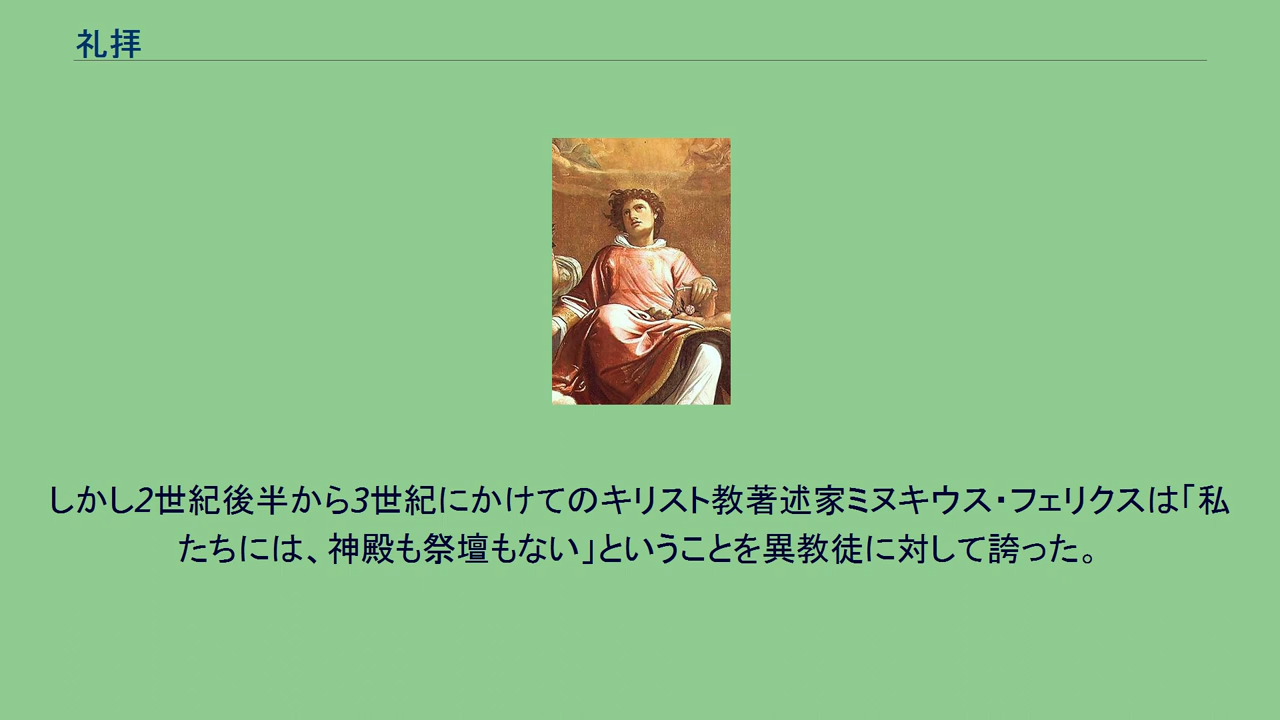 礼拝
しかし2世紀後半から3世紀にかけてのキリスト教著述家ミヌキウス・フェリクスは「私
たちには、神殿も祭壇もない」ということを異教徒に対して誇った。